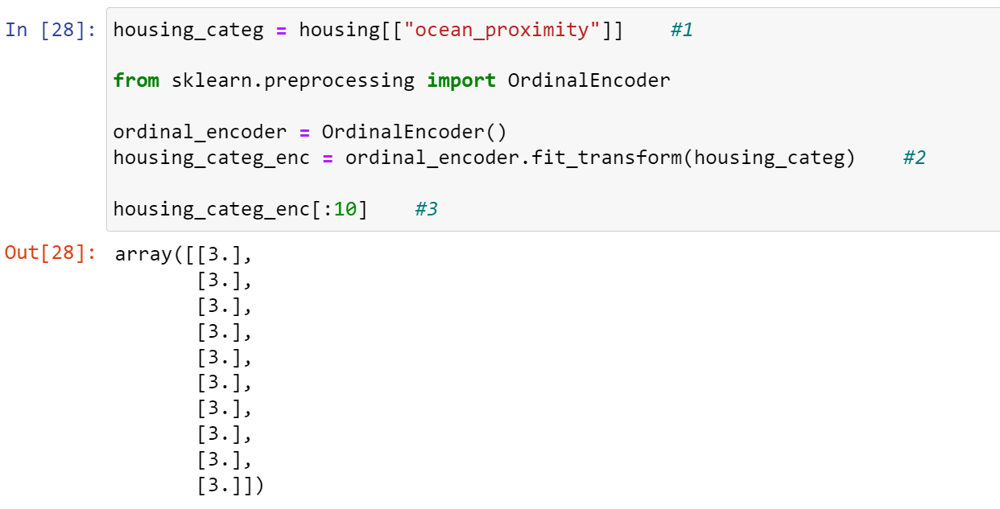 In [28]: housing_categ = housing[["ocean_proximity"]]    #1
from sklearn.preprocessing import OrdinalEncoder
ordinal_encoder = OrdinalEncoder()
housing_categ_enc = ordinal_encoder.fit_transform(housing_categ)    #2
housing_categ_enc[:10]    #3
Out[28]: array([[3.],
[3.],
[3.],
[3.],
[3.],
[3.],
[3.],
[3.],
[3.],
[3.]])